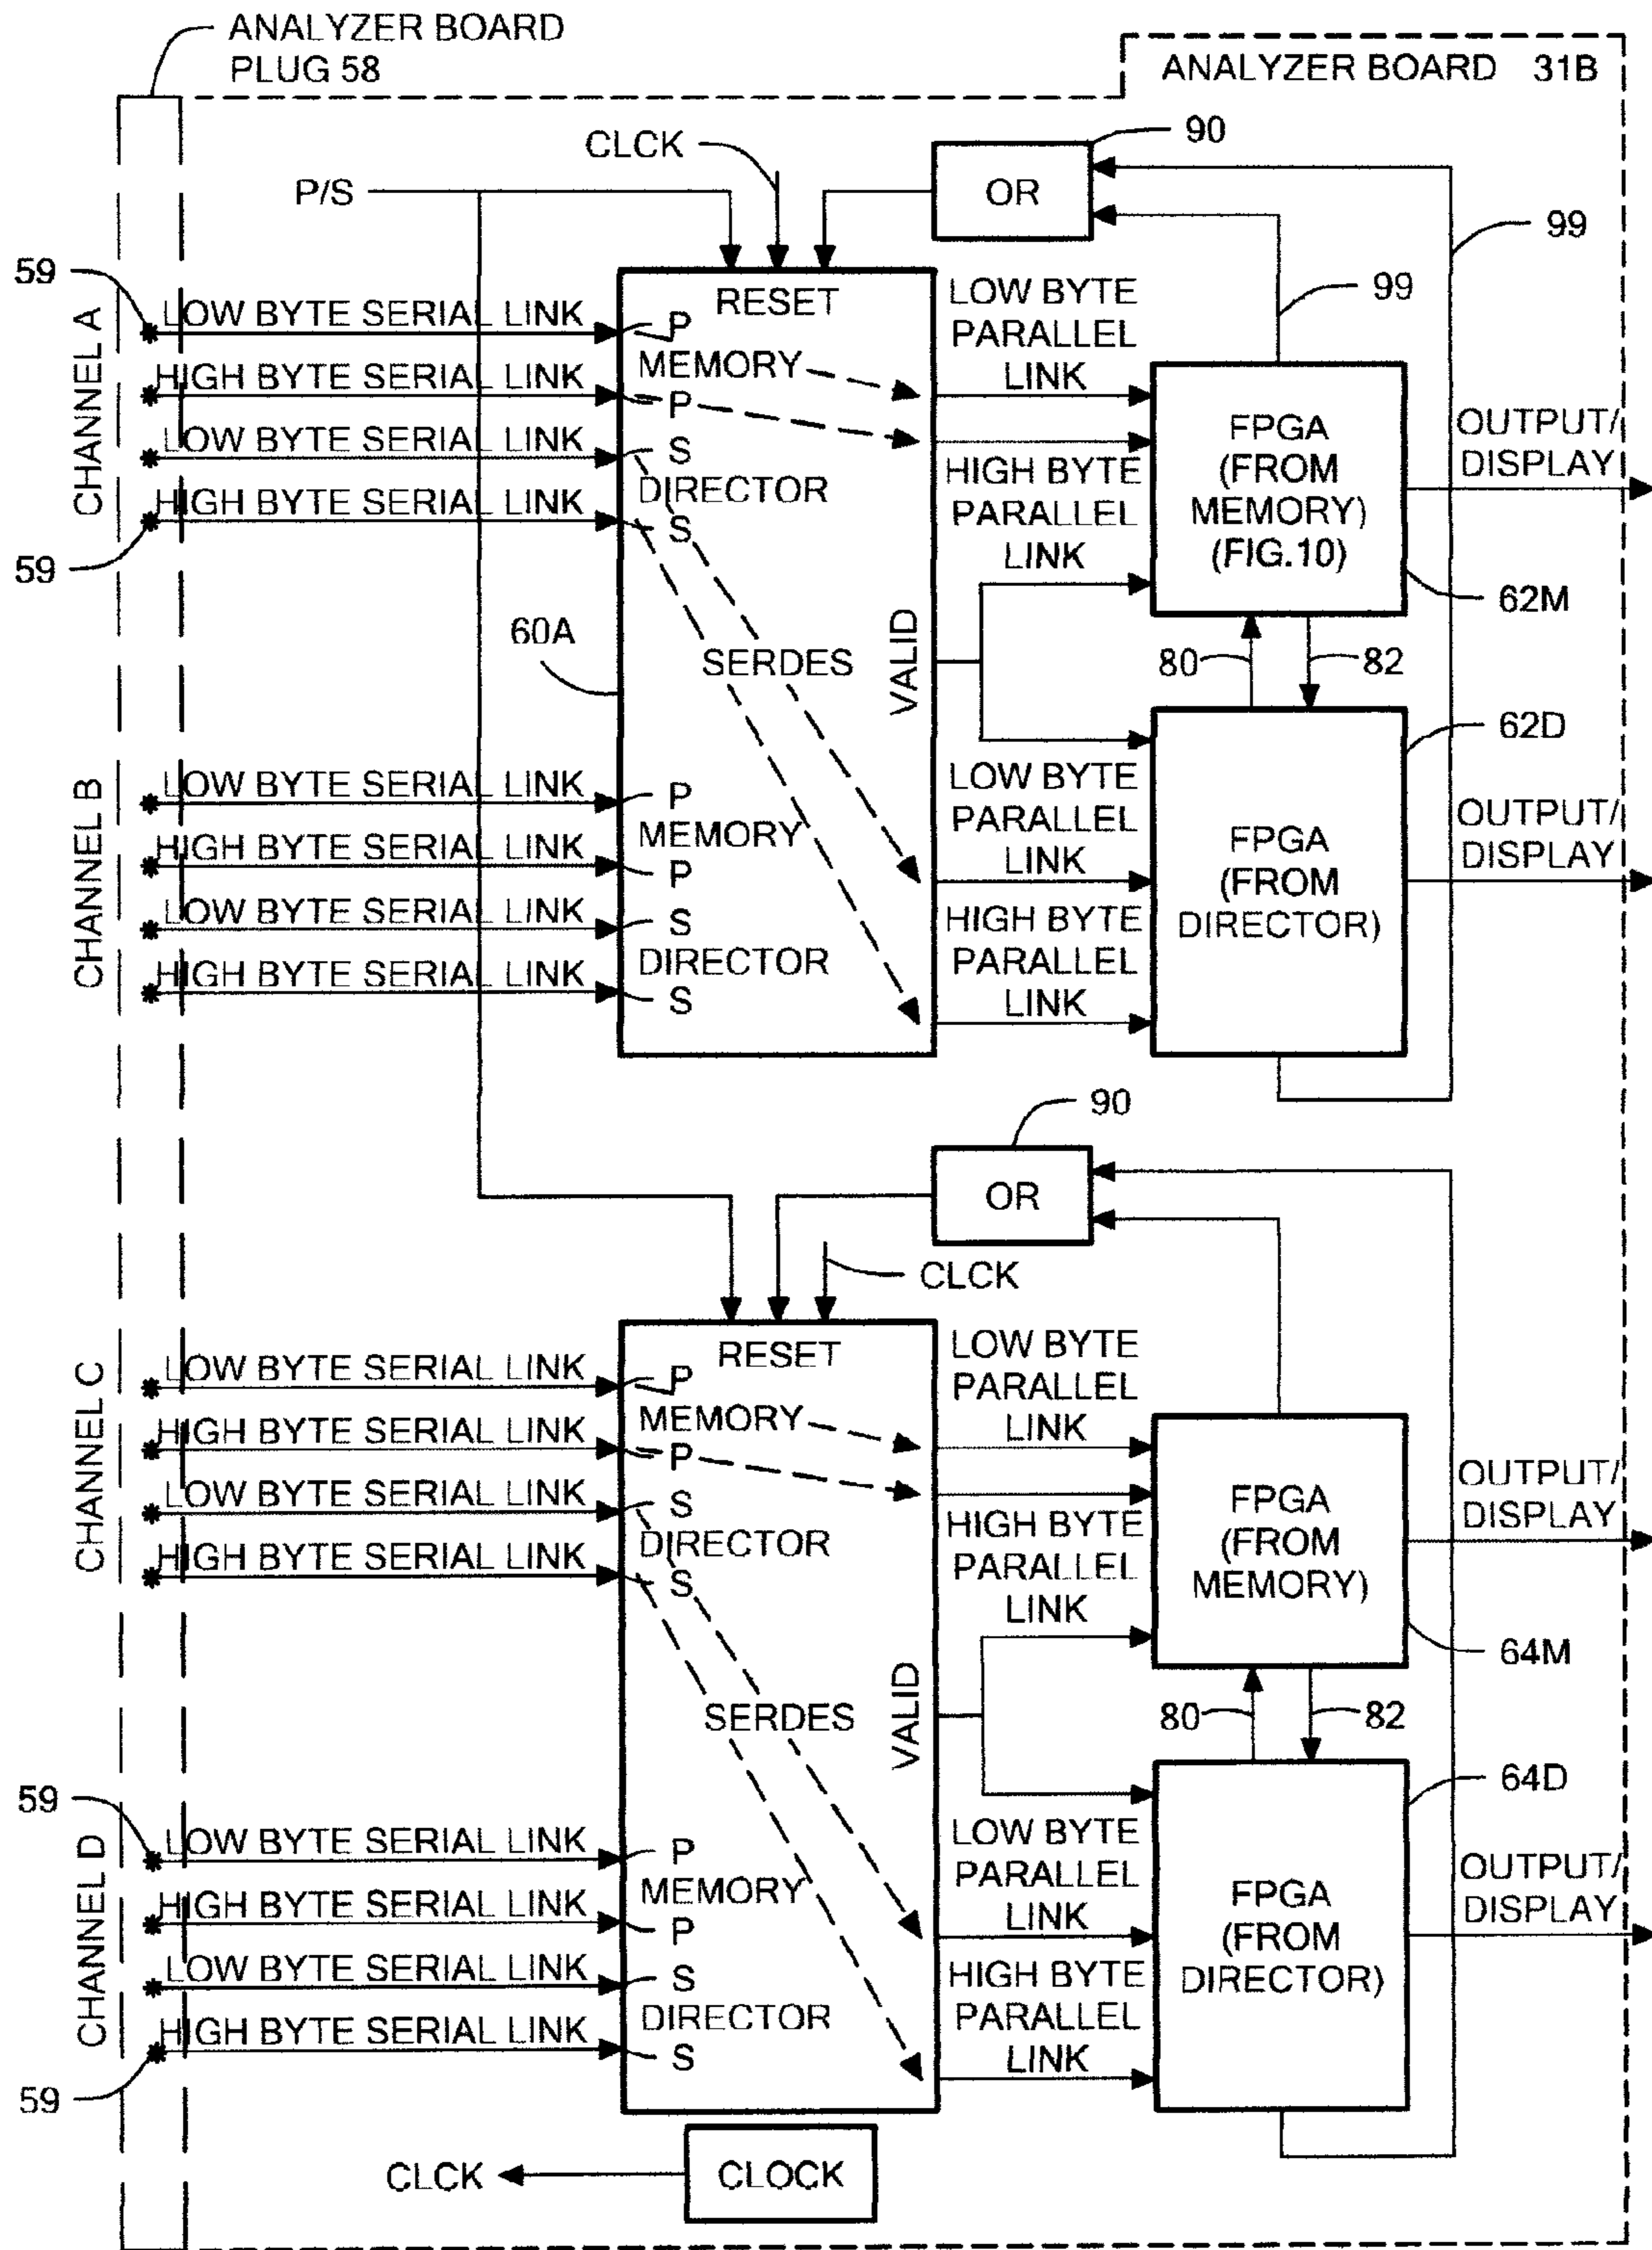 ANALYZER BOARD
PLUG 58
ANALYZER BOARD 31B
CLCK
90
P/S
OR
99
59
99
CHANNEL A
LOW BYTE SERIAL LINK
HIGH BYTE SERIAL LINK
LOW BYTE SERIAL LINK
HIGH BYTE SERIAL LINK
59
RESET
P
MEMORY
P
S
DIRECTOR
S
LOW BYTE
PARALLEL
LINK
HIGH BYTE
PARALLEL
LINK
FPGA
(FROM
MEMORY)
(FIG.10)
OUTPUT/
DISPLAY
62M
60A
SERDES
VALID
80
82
62D
CHANNEL B
LOW BYTE SERIAL LINK
HIGH BYTE SERIAL LINK
LOW BYTE SERIAL LINK
HIGH BYTE SERIAL LINK
P
MEMORY
P
S
DIRECTOR
S
LOW BYTE
PARALLEL
LINK
HIGH BYTE
PARALLEL
LINK
FPGA
(FROM
DIRECTOR)
OUTPUT/
DISPLAY
90
OR
CLCK
CHANNEL C
LOW BYTE SERIAL LINK
HIGH BYTE SERIAL LINK
LOW BYTE SERIAL LINK
HIGH BYTE SERIAL LINK
RESET
P
MEMORY
P
S
DIRECTOR
S
LOW BYTE
PARALLEL
LINK
HIGH BYTE
PARALLEL
LINK
FPGA
(FROM
MEMORY)
OUTPUT/
DISPLAY
64M
SERDES
VALID
80
82
64D
59
CHANNEL D
LOW BYTE SERIAL LINK
HIGH BYTE SERIAL LINK
LOW BYTE SERIAL LINK
HIGH BYTE SERIAL LINK
59
P
MEMORY
P
S
DIRECTOR
S
LOW BYTE
PARALLEL
LINK
HIGH BYTE
PARALLEL
LINK
FPGA
(FROM
DIRECTOR)
OUTPUT/
DISPLAY
CLCK
CLOCK